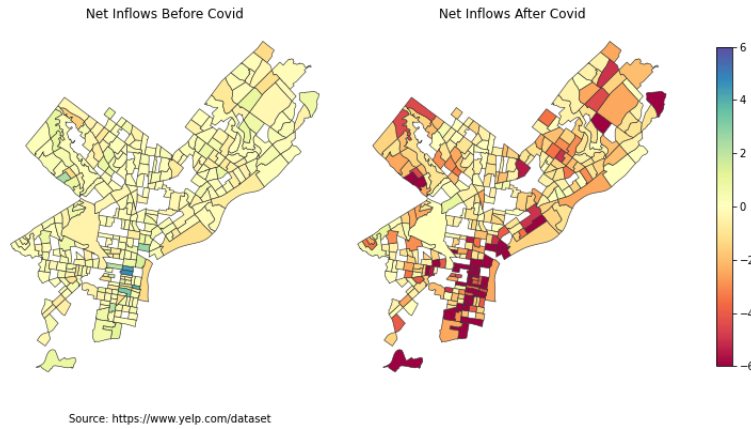 Net Inflows Before Covid
Net Inflows After Covid
6
4
2
0
−2
−4
−6
Source: https://www.yelp.com/dataset